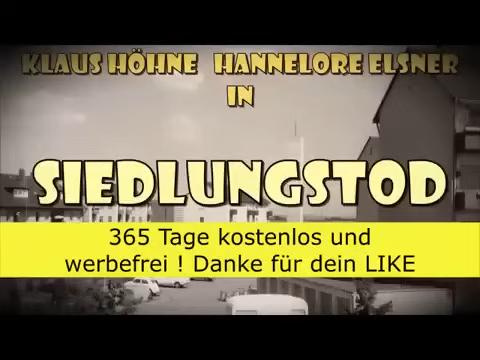 KLAUS HÖHNE HANNELORE ELSNER
IN
SIEDLUNGSTOD
365 Tage kostenlos und
werbefrei ! Danke für dein LIKE